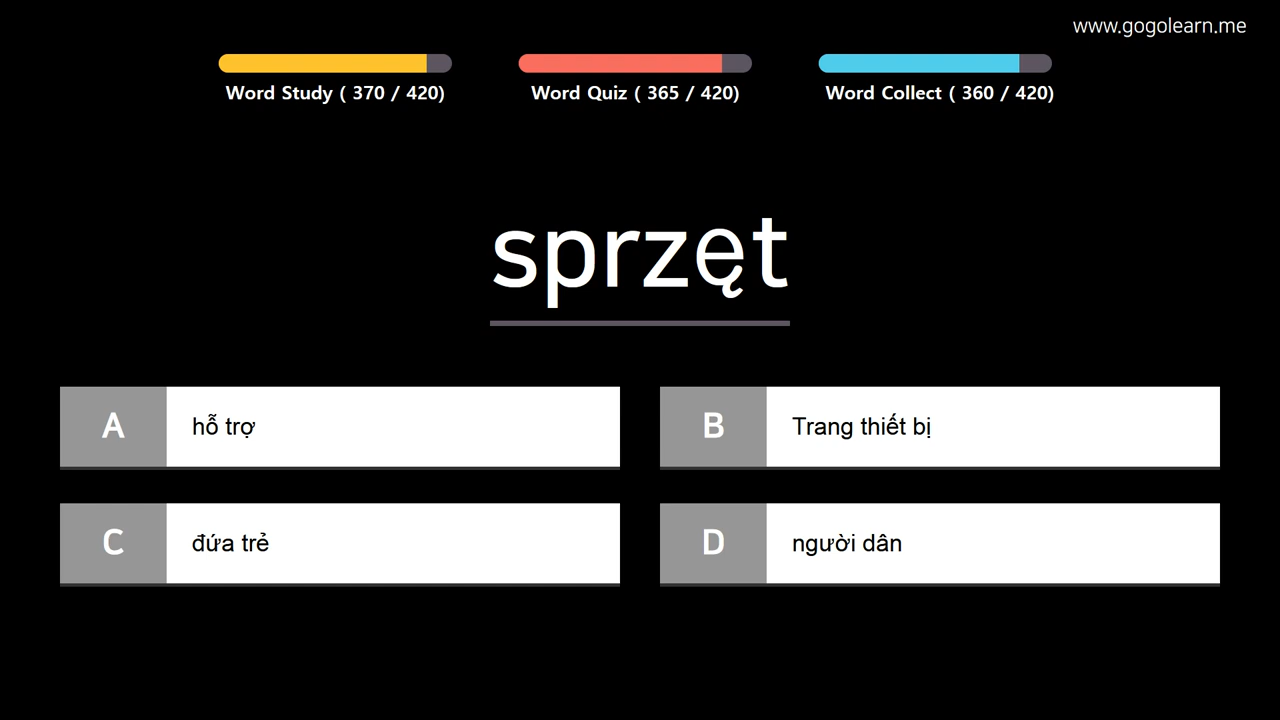 www.gogolearn.me
Word Study ( 370 / 420)
Word Quiz ( 365 / 420)
Word Collect ( 360 / 420)
sprzęt
A hỗ trợ
B Trang thiết bị
C đứa trẻ
D người dân